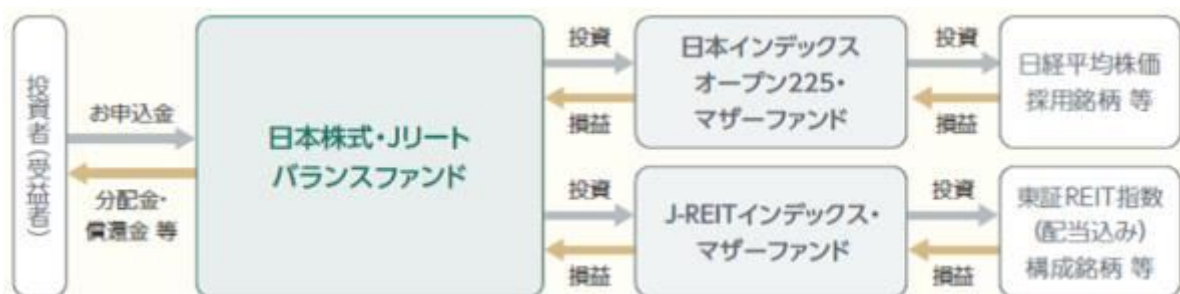 投資者（受益者）
お申込金
分配金・
償還金 等
日本株式・Jリート
バランスファンド
投資
損益
日本インデックス
オープン225・
マザーファンド
投資
損益
日経平均株価
採用銘柄 等
投資
損益
J-REITインデックス・
マザーファンド
投資
損益
東証REIT指数
(配当込み)
構成銘柄 等